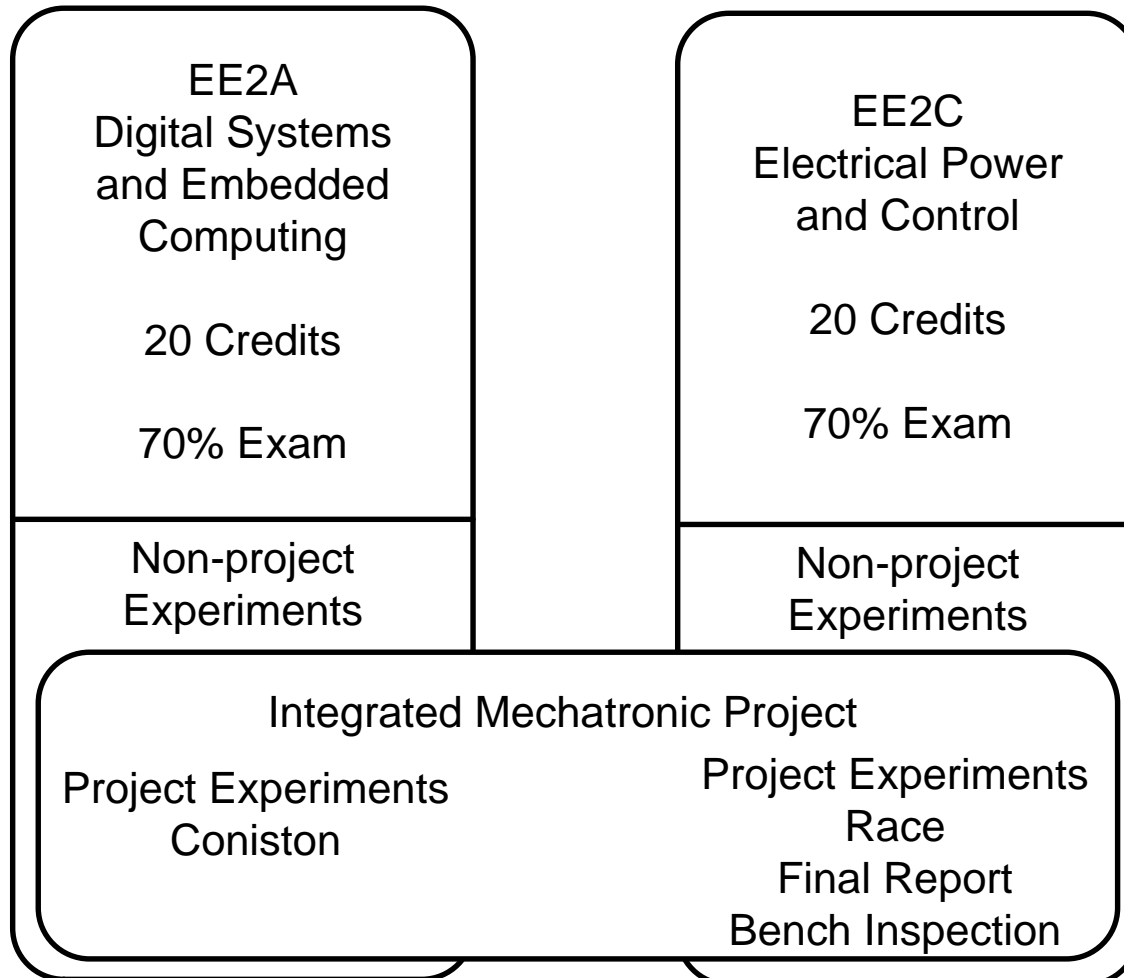 EE2A
Digital Systems
and Embedded
Computing
20 Credits
70% Exam
Non-project
Experiments
EE2C
Electrical Power
and Control
20 Credits
70% Exam
Non-project
Experiments
Integrated Mechatronic Project
Project Experiments
Coniston
Project Experiments
Race
Final Report
Bench Inspection